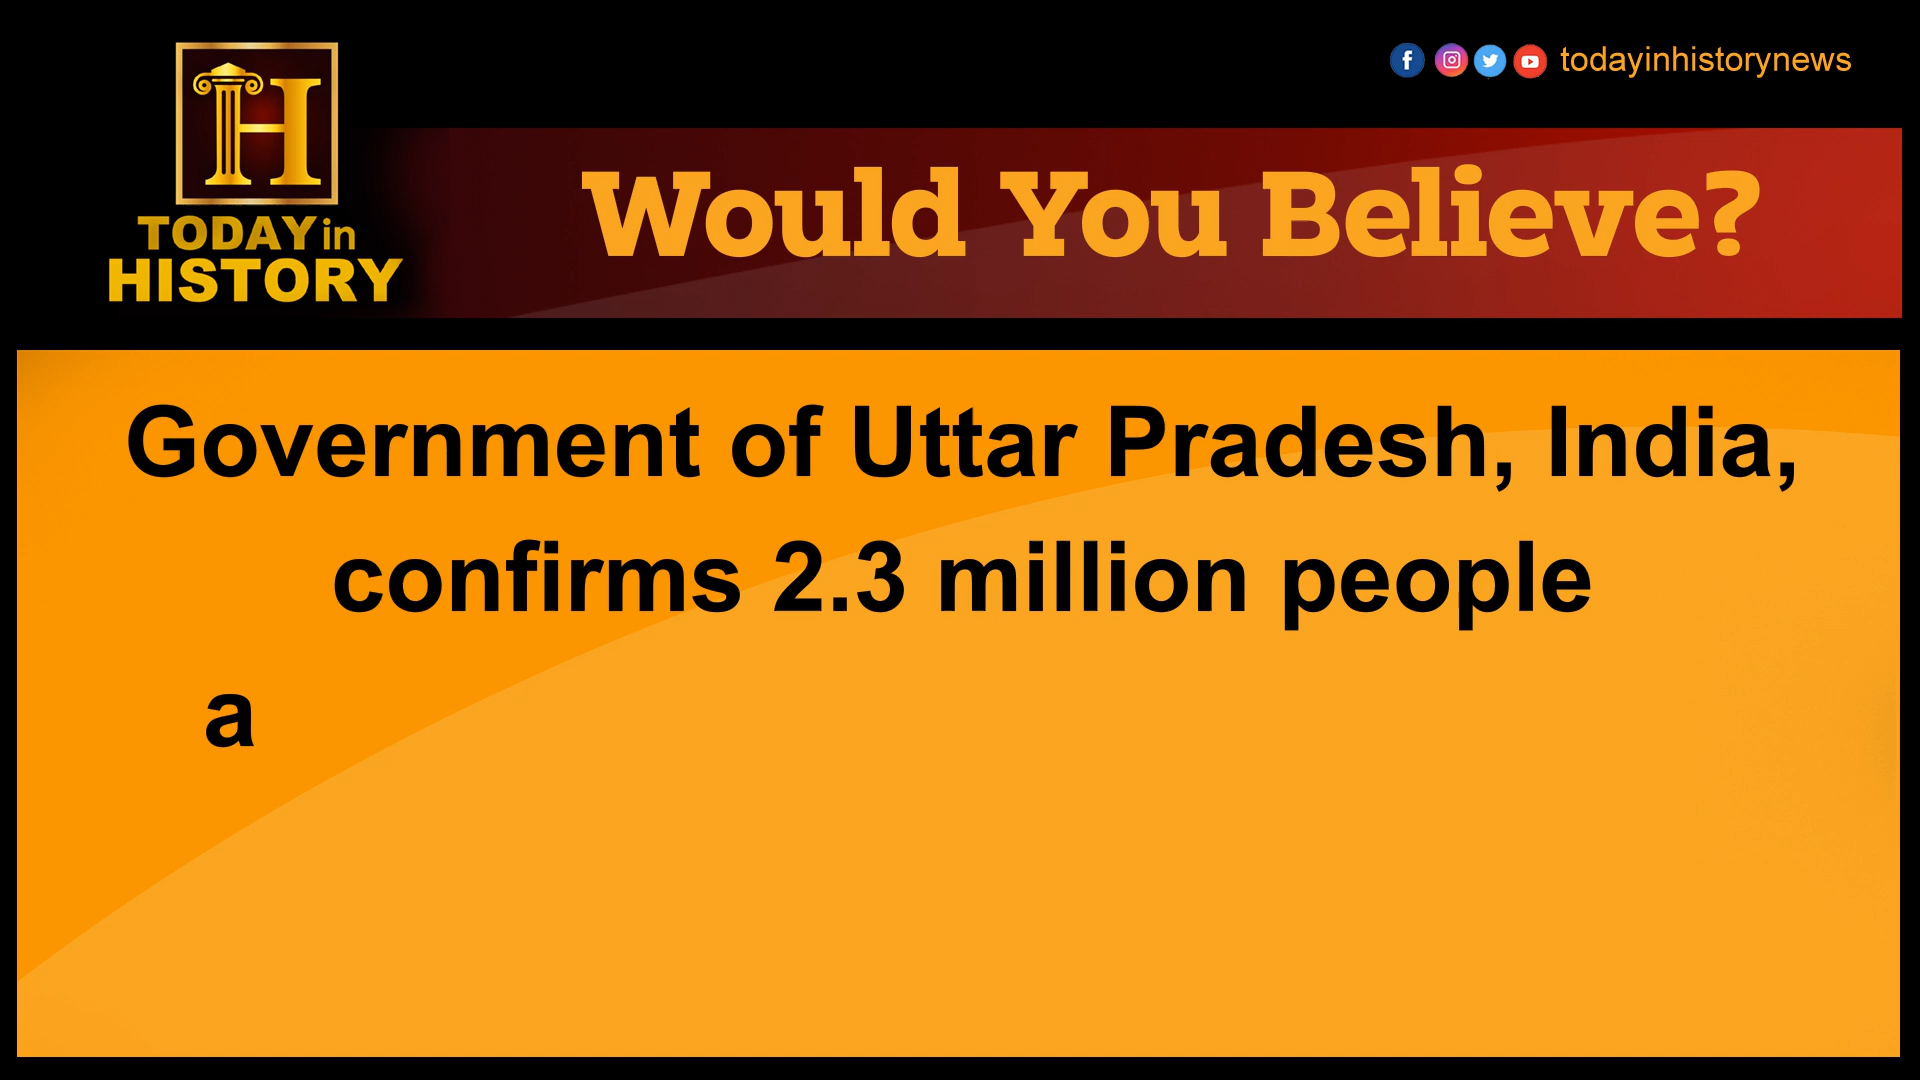 todayinhistorynews
H
TODAY in
HISTORY
Would You Believe?
Government of Uttar Pradesh, India,
confirms 2.3 million people
a